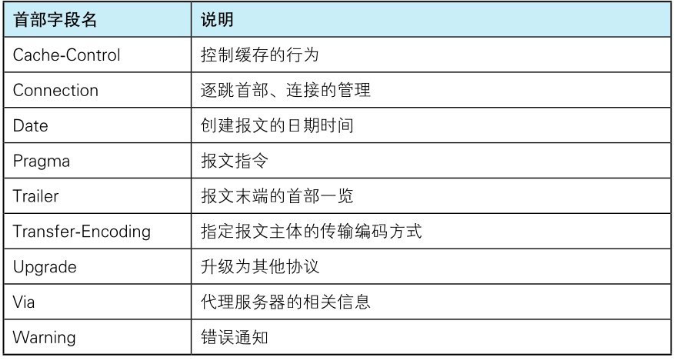 首部字段名 说明
Cache-Control 控制缓存的行为
Connection 逐跳首部、连接的管理
Date 创建报文的日期时间
Pragma 报文指令
Trailer 报文末端的首部一览
Transfer-Encoding 指定报文主体的传输编码方式
Upgrade 升级为其他协议
Via 代理服务器的相关信息
Warning 错误通知